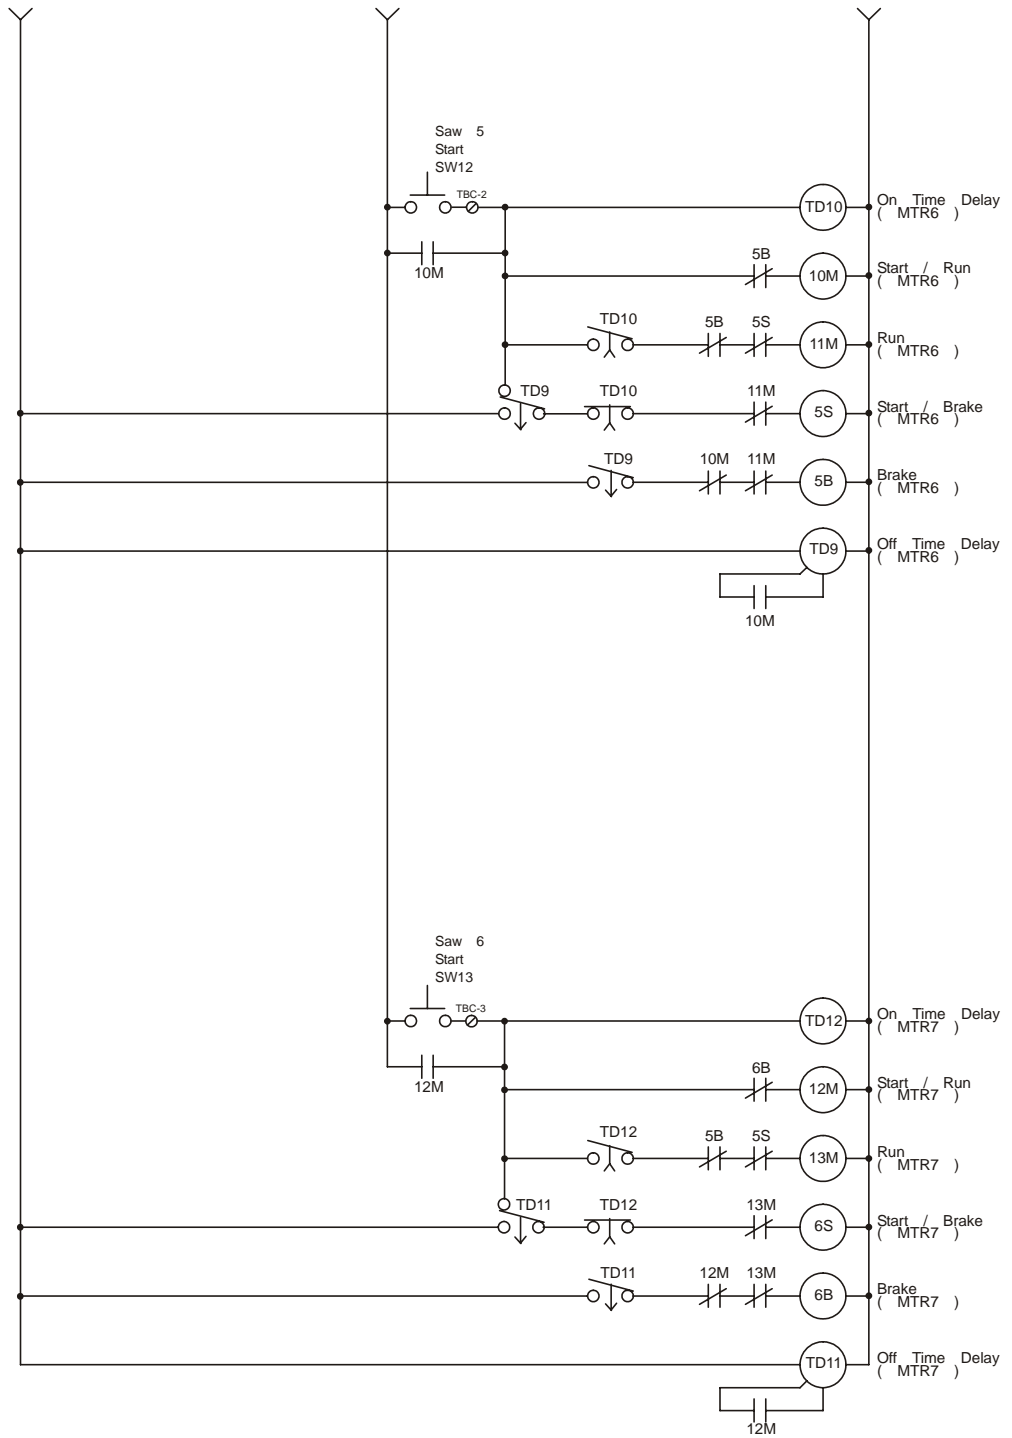 Saw 5
Start
SW12
TBC-2
TD10
On Time Delay
( MTR6 )
10M
5B
10M
Start / Run
( MTR6 )
TD10
5B
5S
11M
Run
( MTR6 )
TD9
TD10
11M
5S
Start / Brake
( MTR6 )
TD9
10M
11M
5B
Brake
( MTR6 )
TD9
Off Time Delay
( MTR6 )
10M
Saw 6
Start
SW13
TBC-3
TD12
On Time Delay
( MTR7 )
12M
6B
12M
Start / Run
( MTR7 )
TD12
5B
5S
13M
Run
( MTR7 )
TD11
TD12
13M
6S
Start / Brake
( MTR7 )
TD11
12M
13M
6B
Brake
( MTR7 )
TD11
Off Time Delay
( MTR7 )
12M